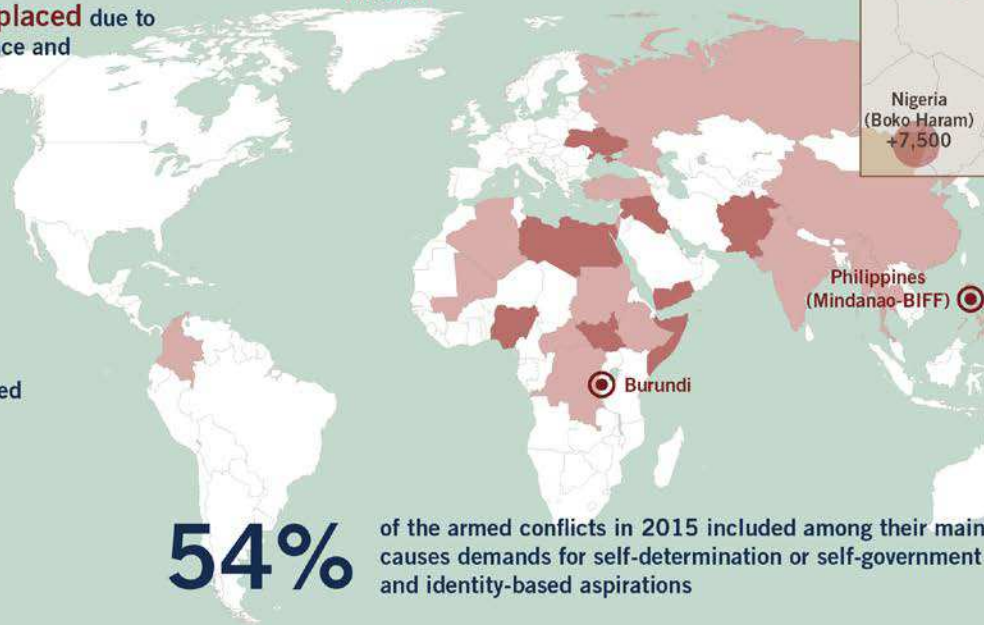 placed due to
ce and
Nigeria
(Boko Haram)
+7,500
Philippines
(Mindanao-BIFF)
Burundi
ed
54%
of the armed conflicts in 2015 included among their main
causes demands for self-determination or self-government
and identity-based aspirations